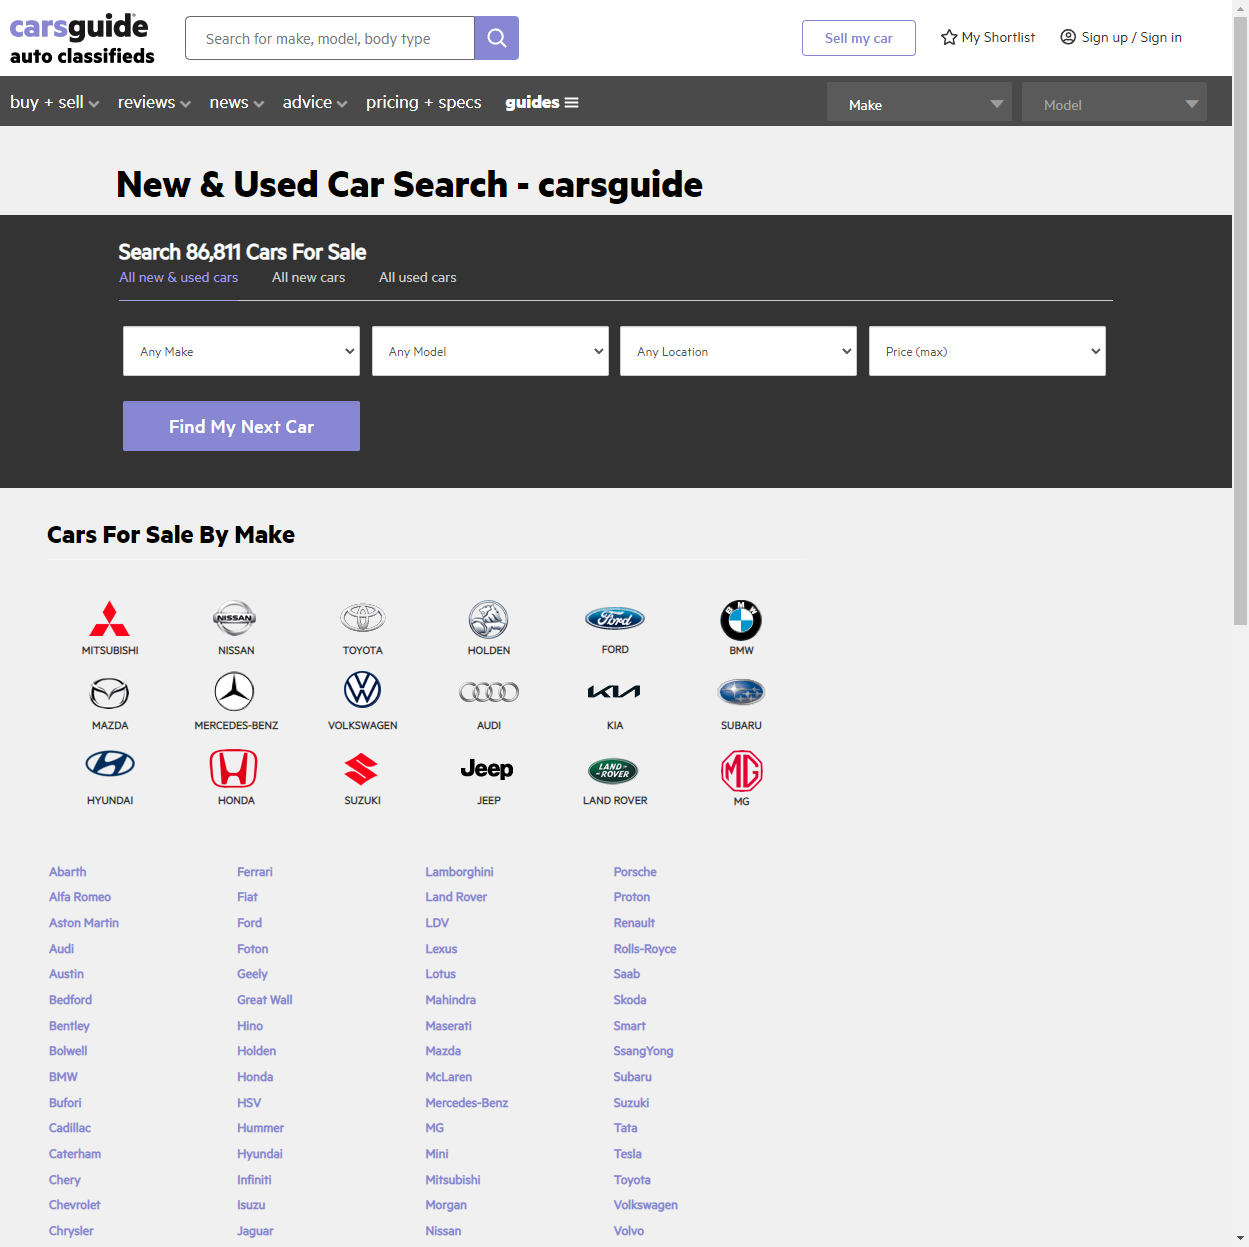 carsguide
auto classifieds
Search for make, model, body type
Sell my car
My Shortlist
Sign up / Sign in
buy + sell
reviews
news
advice
pricing + specs
guides
Make
Model
New & Used Car Search - carsguide
Search 86,811 Cars For Sale
All new & used cars
All new cars
All used cars
Any Make
Any Model
Any Location
Price (max)
Find My Next Car
Cars For Sale By Make
NISSAN
Ford
BMW
MITSUBISHI
NISSAN
TOYOTA
HOLDEN
FORD
BMW
KIA
MAZDA
MERCEDES-BENZ
VOLKSWAGEN
AUDI
KIA
SUBARU
Jeep
LAND-
-ROVER
MG
HYUNDAI
HONDA
SUZUKI
JEEP
LAND ROVER
MG
Abarth
Alfa Romeo
Aston Martin
Audi
Austin
Bedford
Bentley
Bolwell
BMW
Bufori
Cadillac
Caterham
Chery
Chevrolet
Chrysler
Ferrari
Fiat
Ford
Foton
Geely
Great Wall
Hino
Holden
Honda
HSV
Hummer
Hyundai
Infiniti
Isuzu
Jaguar
Lamborghini
Land Rover
LDV
Lexus
Lotus
Mahindra
Maserati
Mazda
McLaren
Mercedes-Benz
MG
Mini
Mitsubishi
Morgan
Nissan
Porsche
Proton
Renault
Rolls-Royce
Saab
Skoda
Smart
SsangYong
Subaru
Suzuki
Tata
Tesla
Toyota
Volkswagen
Volvo